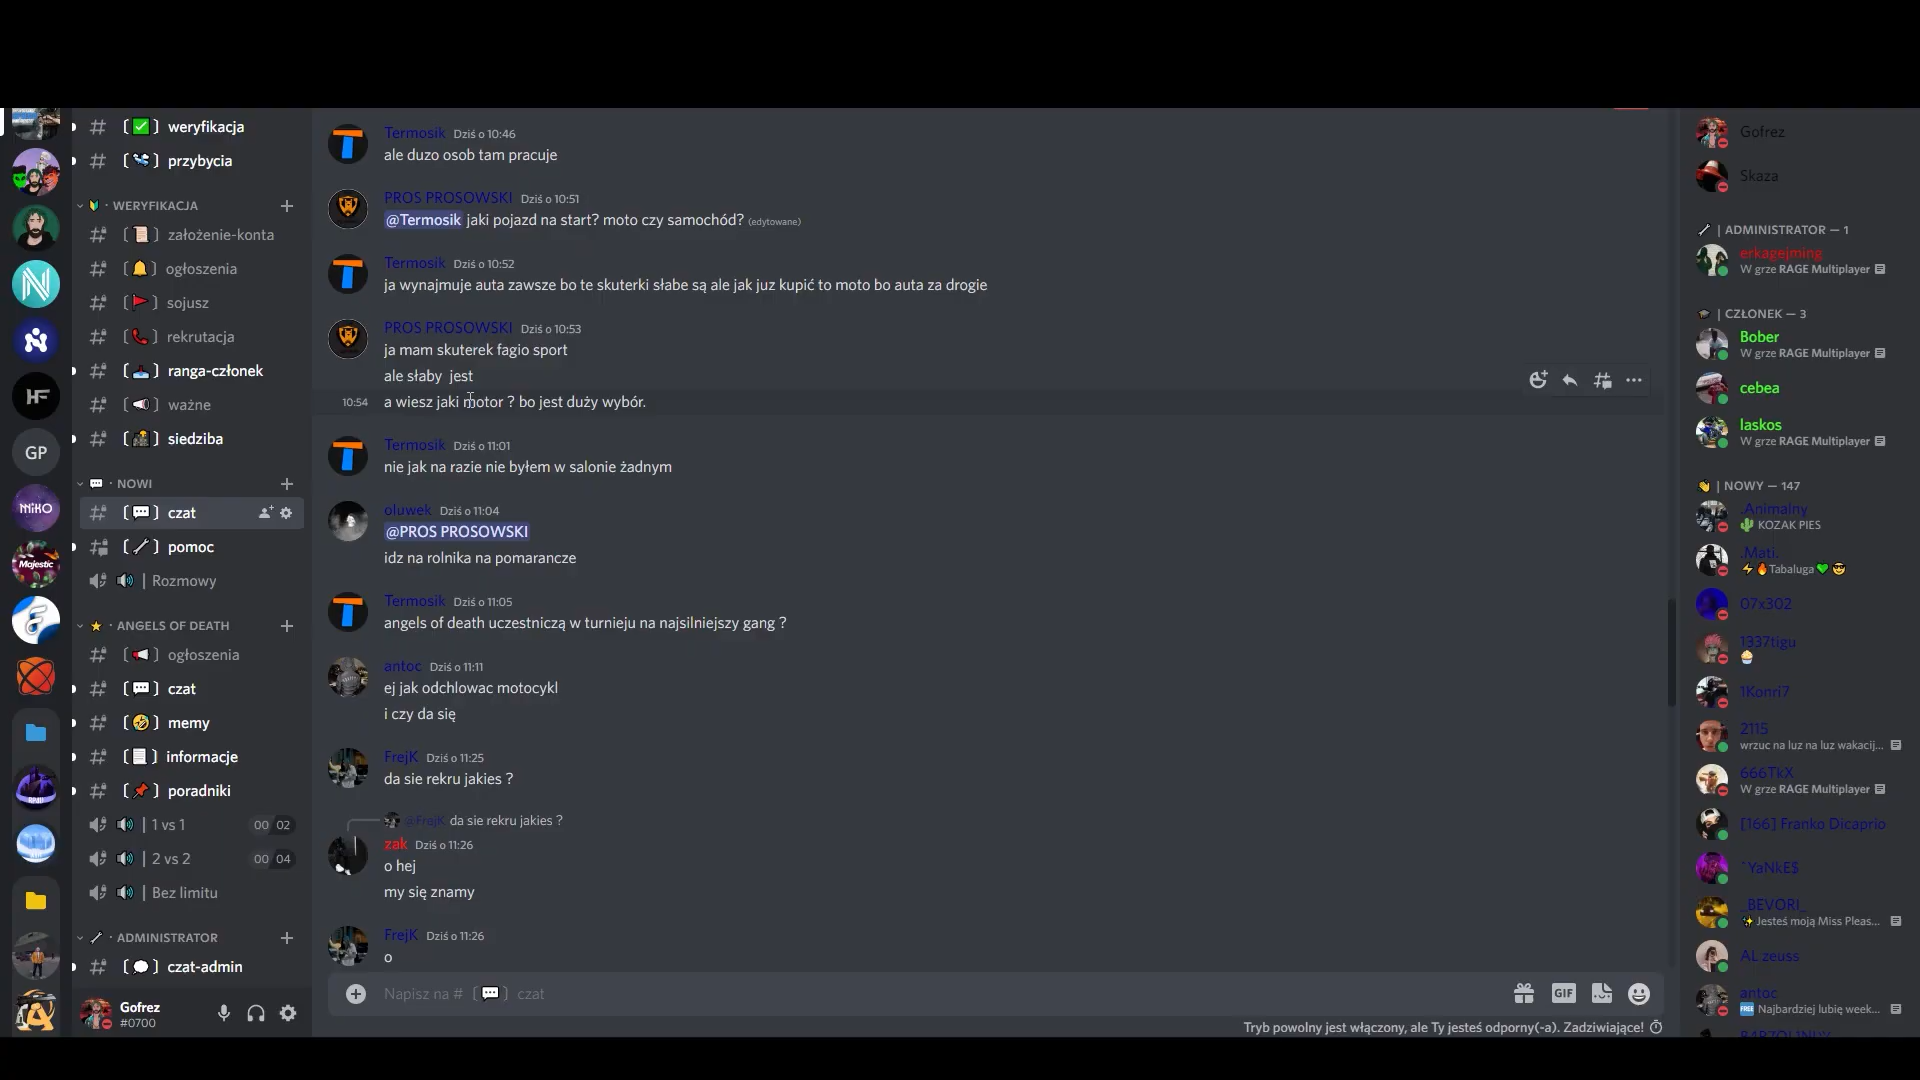 weryfikacja
przybycia
WERYFIKACJA
założenie-konta
ogłoszenia
sojusz
rekrutacja
ranga-członek
ważne
siedziba
NOWI
czat
pomoc
| Rozmowy
ANGELS OF DEATH
ogłoszenia
czat
memy
informacje
poradniki
| 1 vs 1 00 02
| 2 vs 2 00 04
| Bez limitu
ADMINISTRATOR
czat-admin
Gofrez
#0700
HF
GP
MiKO
Majestic
Termosik Dziś o 10:46
ale duzo osob tam pracuje
PROS PROSOWSKI Dziś o 10:51
@Termosik jaki pojazd na start? moto czy samochód? (edytowane)
Termosik Dziś o 10:52
ja wynajmuje auta zawsze bo te skuterki słabe są ale jak juz kupić to moto bo auta za drogie
PROS PROSOWSKI Dziś o 10:53
ja mam skuterek fagio sport
ale słaby jest
10:54 a wiesz jaki motor ? bo jest duży wybór.
Termosik Dziś o 11:01
nie jak na razie nie byłem w salonie żadnym
oluwek Dziś o 11:04
@PROS PROSOWSKI
idz na rolnika na pomarancze
Termosik Dziś o 11:05
angels of death uczestniczą w turnieju na najsilniejszy gang ?
antoc Dziś o 11:11
ej jak odchlowac motocykl
i czy da się
FrejK Dziś o 11:25
da sie rekru jakies ?
@FrejK da sie rekru jakies ?
zak Dziś o 11:26
o hej
my się znamy
FrejK Dziś o 11:26
o
Napisz na # czat
GIF
Tryb powolny jest włączony, ale Ty jesteś odporny(-a). Zadziwiające!
Gofrez
Skaza
| ADMINISTRATOR — 1
erkagejming
W grze RAGE Multiplayer
| CZŁONEK — 3
Bober
W grze RAGE Multiplayer
cebea
laskos
W grze RAGE Multiplayer
| NOWY — 147
.Animalny
KOZAK PIES
.Mati.
Tabaluga
07x302
1337tigu
1Konri7
2115
wrzuc na luz na luz wakacij...
666TkX
W grze RAGE Multiplayer
[166] Franko Dicaprio
^YaNkE$
_BEVORI_
Jesteś moją Miss Pleas...
AL zeuss
antoc
FREE Najbardziej lubię week...